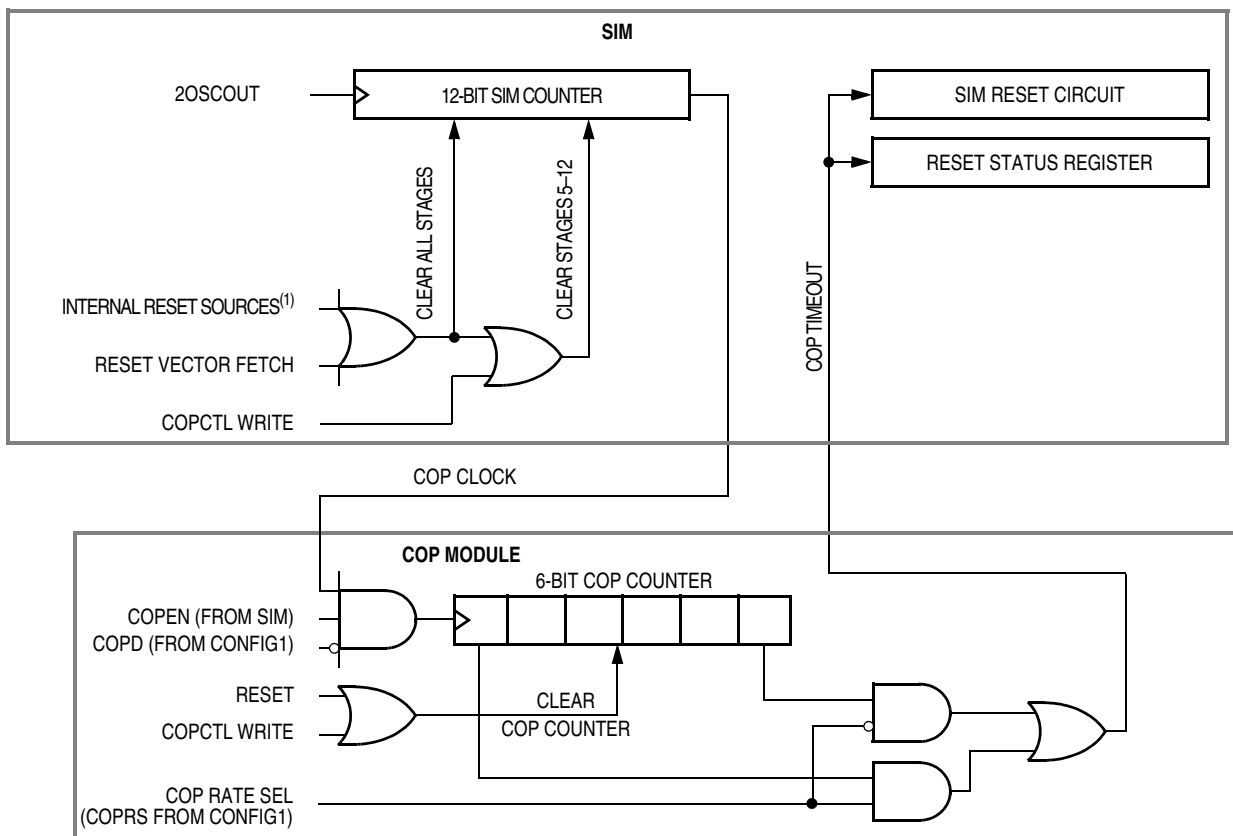 SIM
2OSCOUT
12-BIT SIM COUNTER
SIM RESET CIRCUIT
RESET STATUS REGISTER
CLEAR ALL STAGES
CLEAR STAGES 5–12
COP TIMEOUT
INTERNAL RESET SOURCES(1)
RESET VECTOR FETCH
COPCTL WRITE
COP CLOCK
COP MODULE
6-BIT COP COUNTER
COPEN (FROM SIM)
COPD (FROM CONFIG1)
RESET
COPCTL WRITE
CLEAR
COP COUNTER
COP RATE SEL
(COPRS FROM CONFIG1)